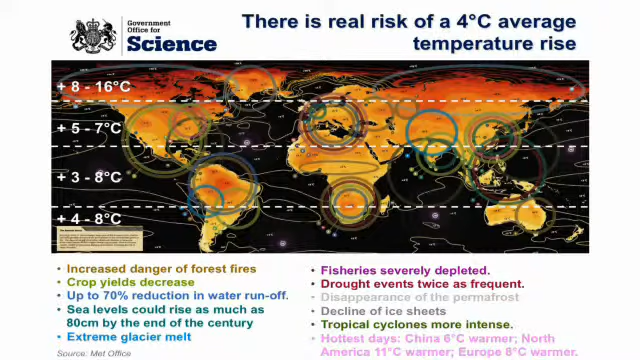 Government
Office for
Science
There is real risk of a 4°C average
temperature rise
+ 8 - 16°C
+ 5 - 7°C
+ 3 - 8°C
+ 4 - 8°C
• Increased danger of forest fires
• Crop yields decrease
• Up to 70% reduction in water run-off.
• Sea levels could rise as much as
80cm by the end of the century
• Extreme glacier melt
Source: Met Office
• Fisheries severely depleted.
• Drought events twice as frequent.
• Disappearance of the permafrost
• Decline of ice sheets
• Tropical cyclones more intense.
• Hottest days: China 6°C warmer; North
America 11°C warmer; Europe 8°C warmer.